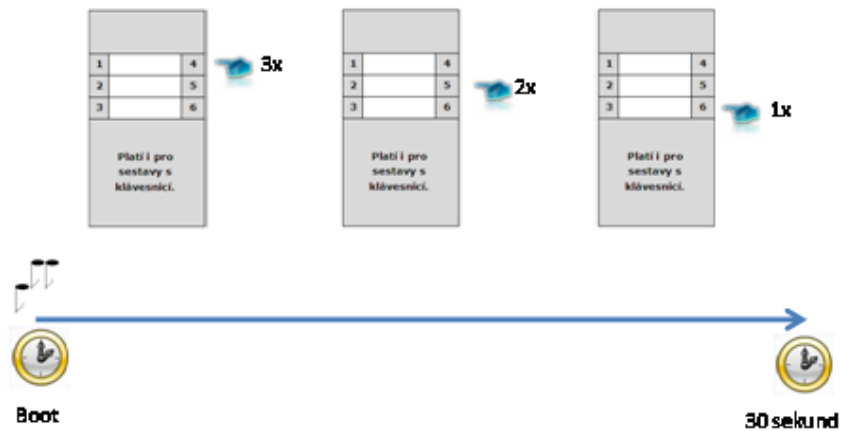 1 4 3x
2 5
3 6
Platí i pro
sestavy s
klávesnicí.
1 4
2 5 2x
3 6
Platí i pro
sestavy s
klávesnicí.
1 4
2 5
3 6 1x
Platí i pro
sestavy s
klávesnicí.
Boot
30 sekund